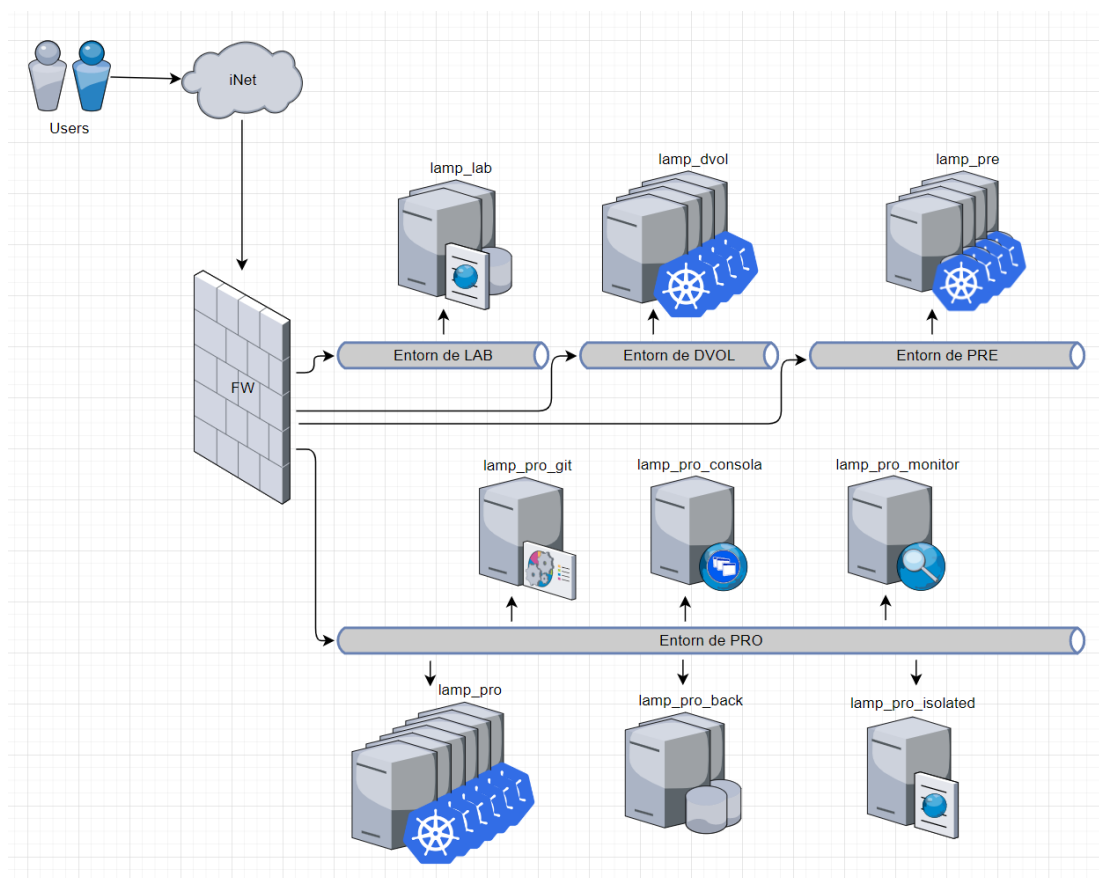 iNet
Users
lamp_lab
lamp_dvol
lamp_pre
Entorn de LAB
Entorn de DVOL
Entorn de PRE
FW
lamp_pro_git
lamp_pro_consola
lamp_pro_monitor
Entorn de PRO
lamp_pro
lamp_pro_back
lamp_pro_isolated